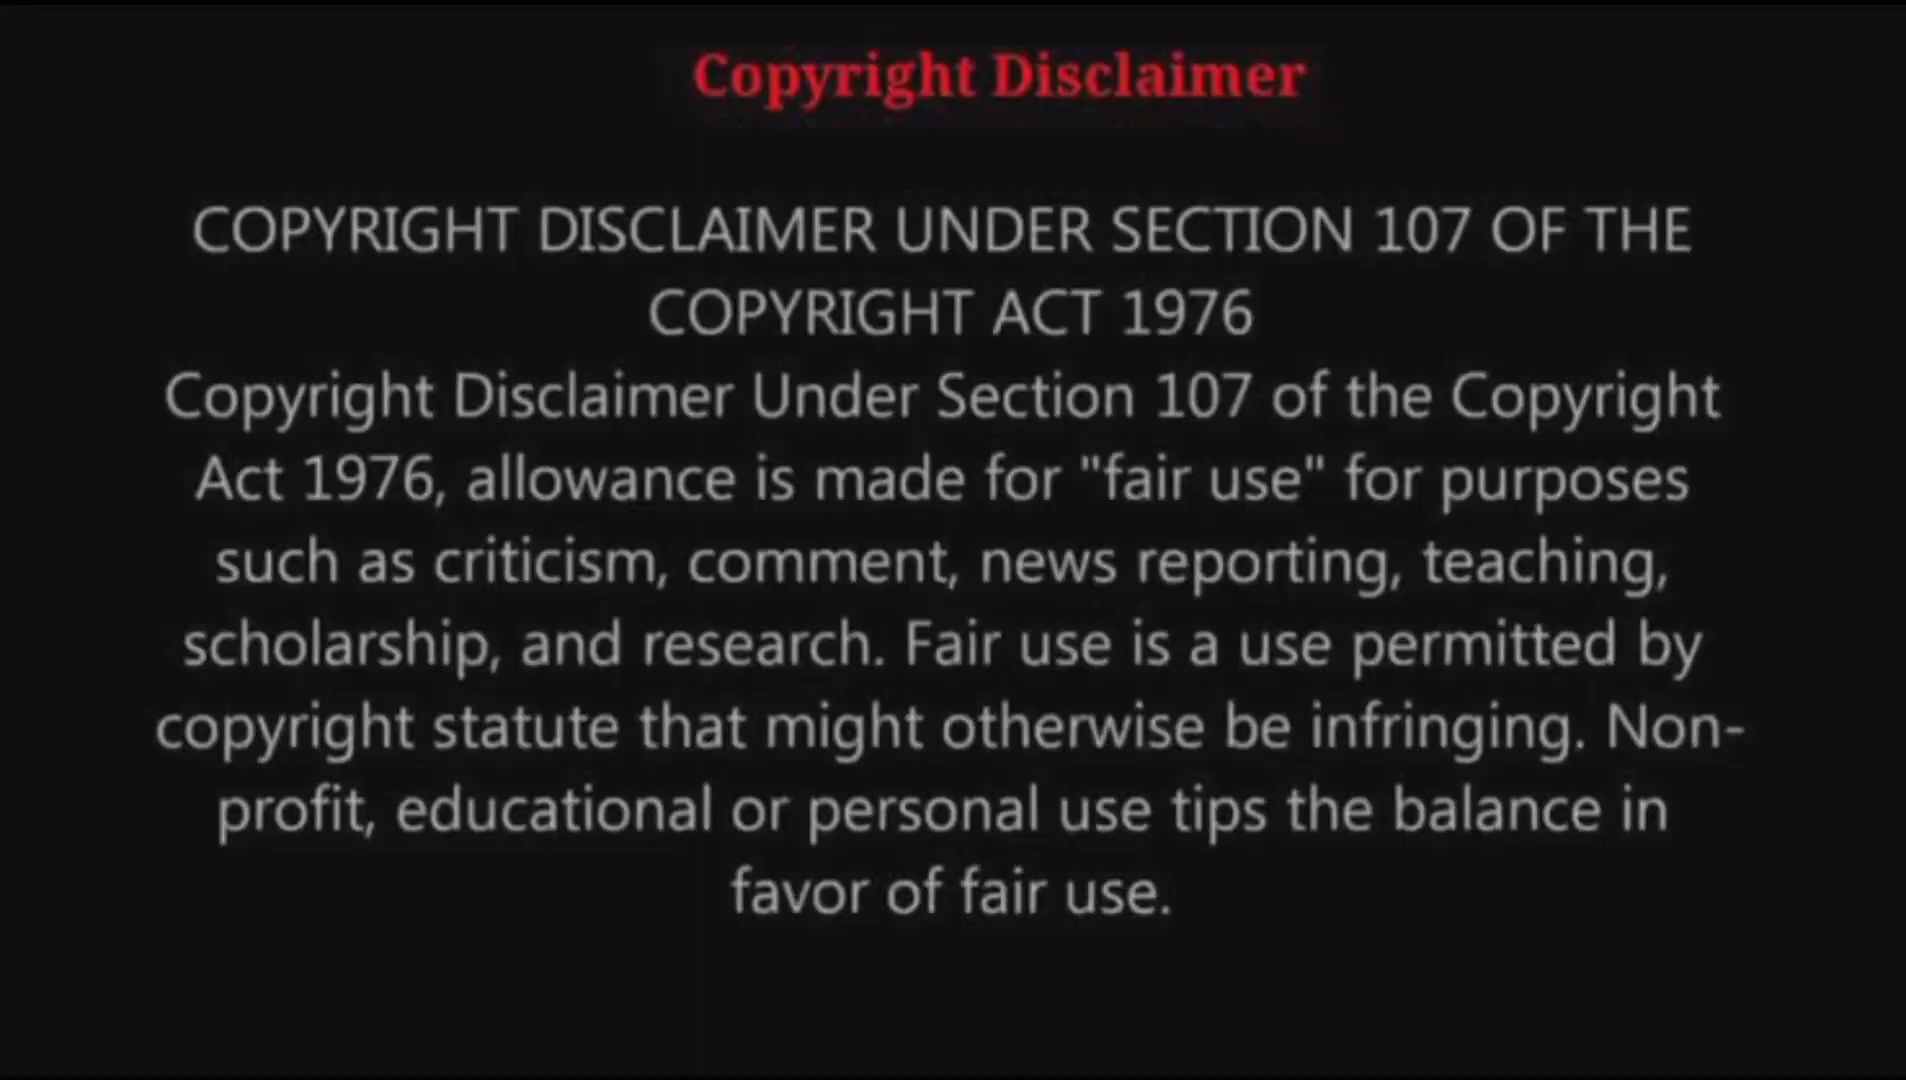 Copyright Disclaimer
COPYRIGHT DISCLAIMER UNDER SECTION 107 OF THE
COPYRIGHT ACT 1976
Copyright Disclaimer Under Section 107 of the Copyright
Act 1976, allowance is made for "fair use" for purposes
such as criticism, comment, news reporting, teaching,
scholarship, and research. Fair use is a use permitted by
copyright statute that might otherwise be infringing. Non-
profit, educational or personal use tips the balance in
favor of fair use.